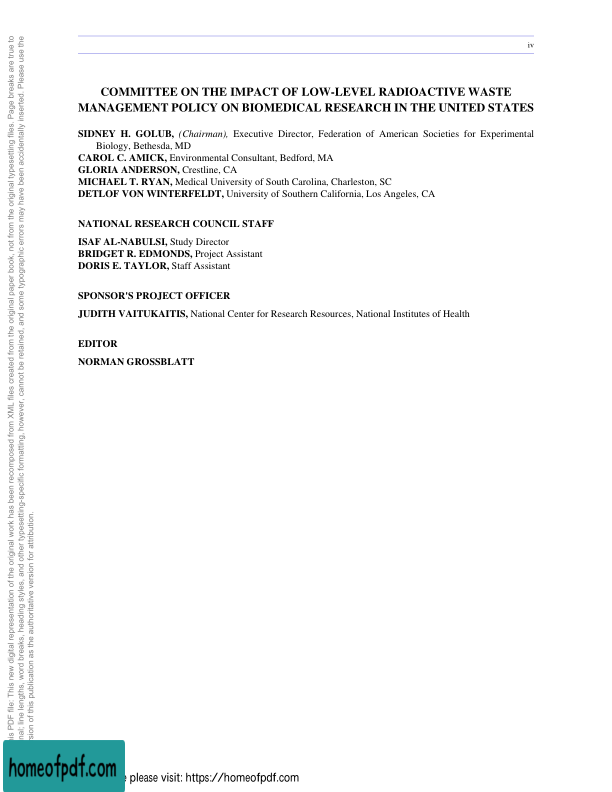 iv
COMMITTEE ON THE IMPACT OF LOW-LEVEL RADIOACTIVE WASTE
MANAGEMENT POLICY ON BIOMEDICAL RESEARCH IN THE UNITED STATES
SIDNEY H. GOLUB, (Chairman), Executive Director, Federation of American Societies for Experimental
Biology, Bethesda, MD
CAROL C. AMICK, Environmental Consultant, Bedford, MA
GLORIA ANDERSON, Crestline, CA
MICHAEL T. RYAN, Medical University of South Carolina, Charleston, SC
DETLOF VON WINTERFELDT, University of Southern California, Los Angeles, CA
NATIONAL RESEARCH COUNCIL STAFF
ISAF AL-NABULSI, Study Director
BRIDGET R. EDMONDS, Project Assistant
DORIS E. TAYLOR, Staff Assistant
SPONSOR'S PROJECT OFFICER
JUDITH VAITUKAITIS, National Center for Research Resources, National Institutes of Health
EDITOR
NORMAN GROSSBLATT
PDF file: This new digital representation of the original work has been recomposed from XML files created from the original paper book, not from the original typesetting files. Page breaks are true to
line lengths, word breaks, heading styles, and other typesetting-specific formatting, however, cannot be retained, and some typographic errors may have been accidentally inserted. Please use the
of this publication as the authoritative version for attribution.
homeofpdf.com
please visit: https://homeofpdf.com